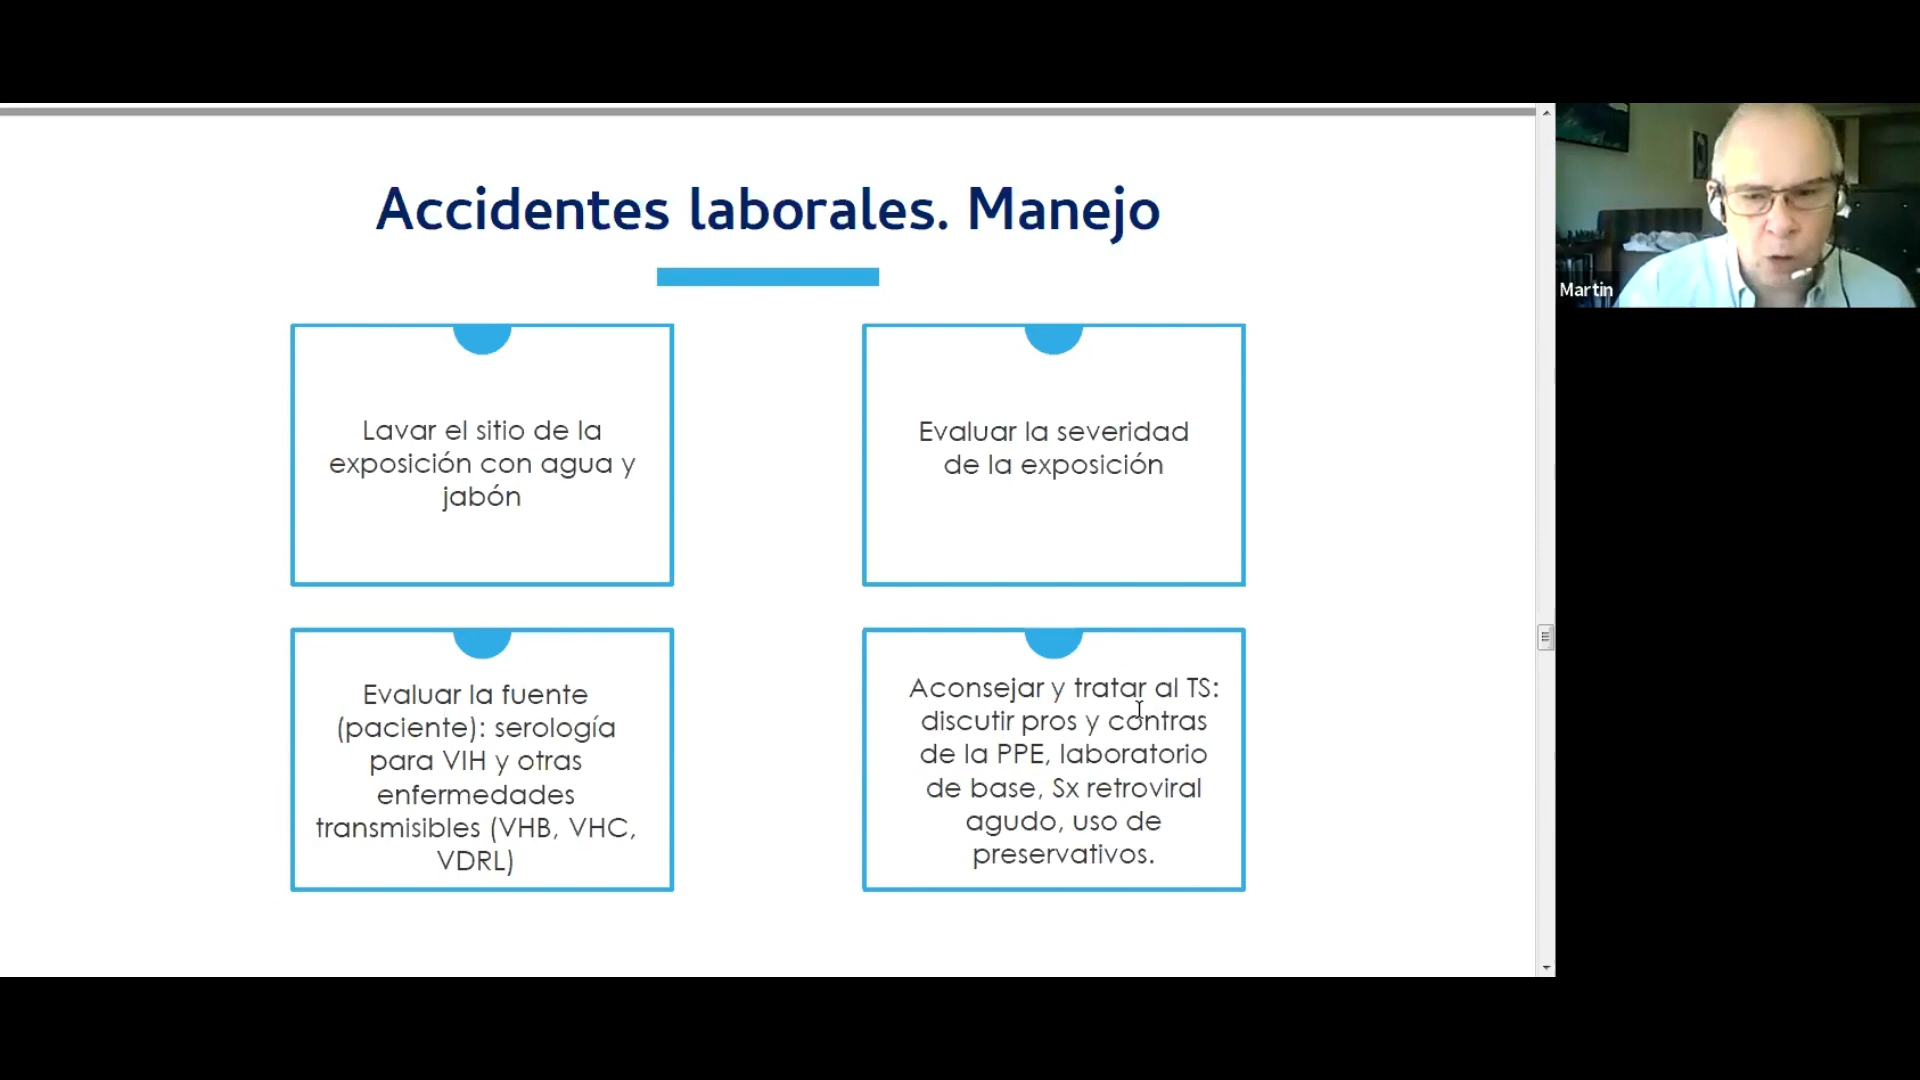 Accidentes laborales. Manejo
Lavar el sitio de la
exposición con agua y
jabón
Evaluar la severidad
de la exposición
Evaluar la fuente
(paciente): serología
para VIH y otras
enfermedades
transmisibles (VHB, VHC,
VDRL)
Aconsejar y tratar al TS:
discutir pros y contras
de la PPE, laboratorio
de base, Sx retroviral
agudo, uso de
preservativos.
Martin